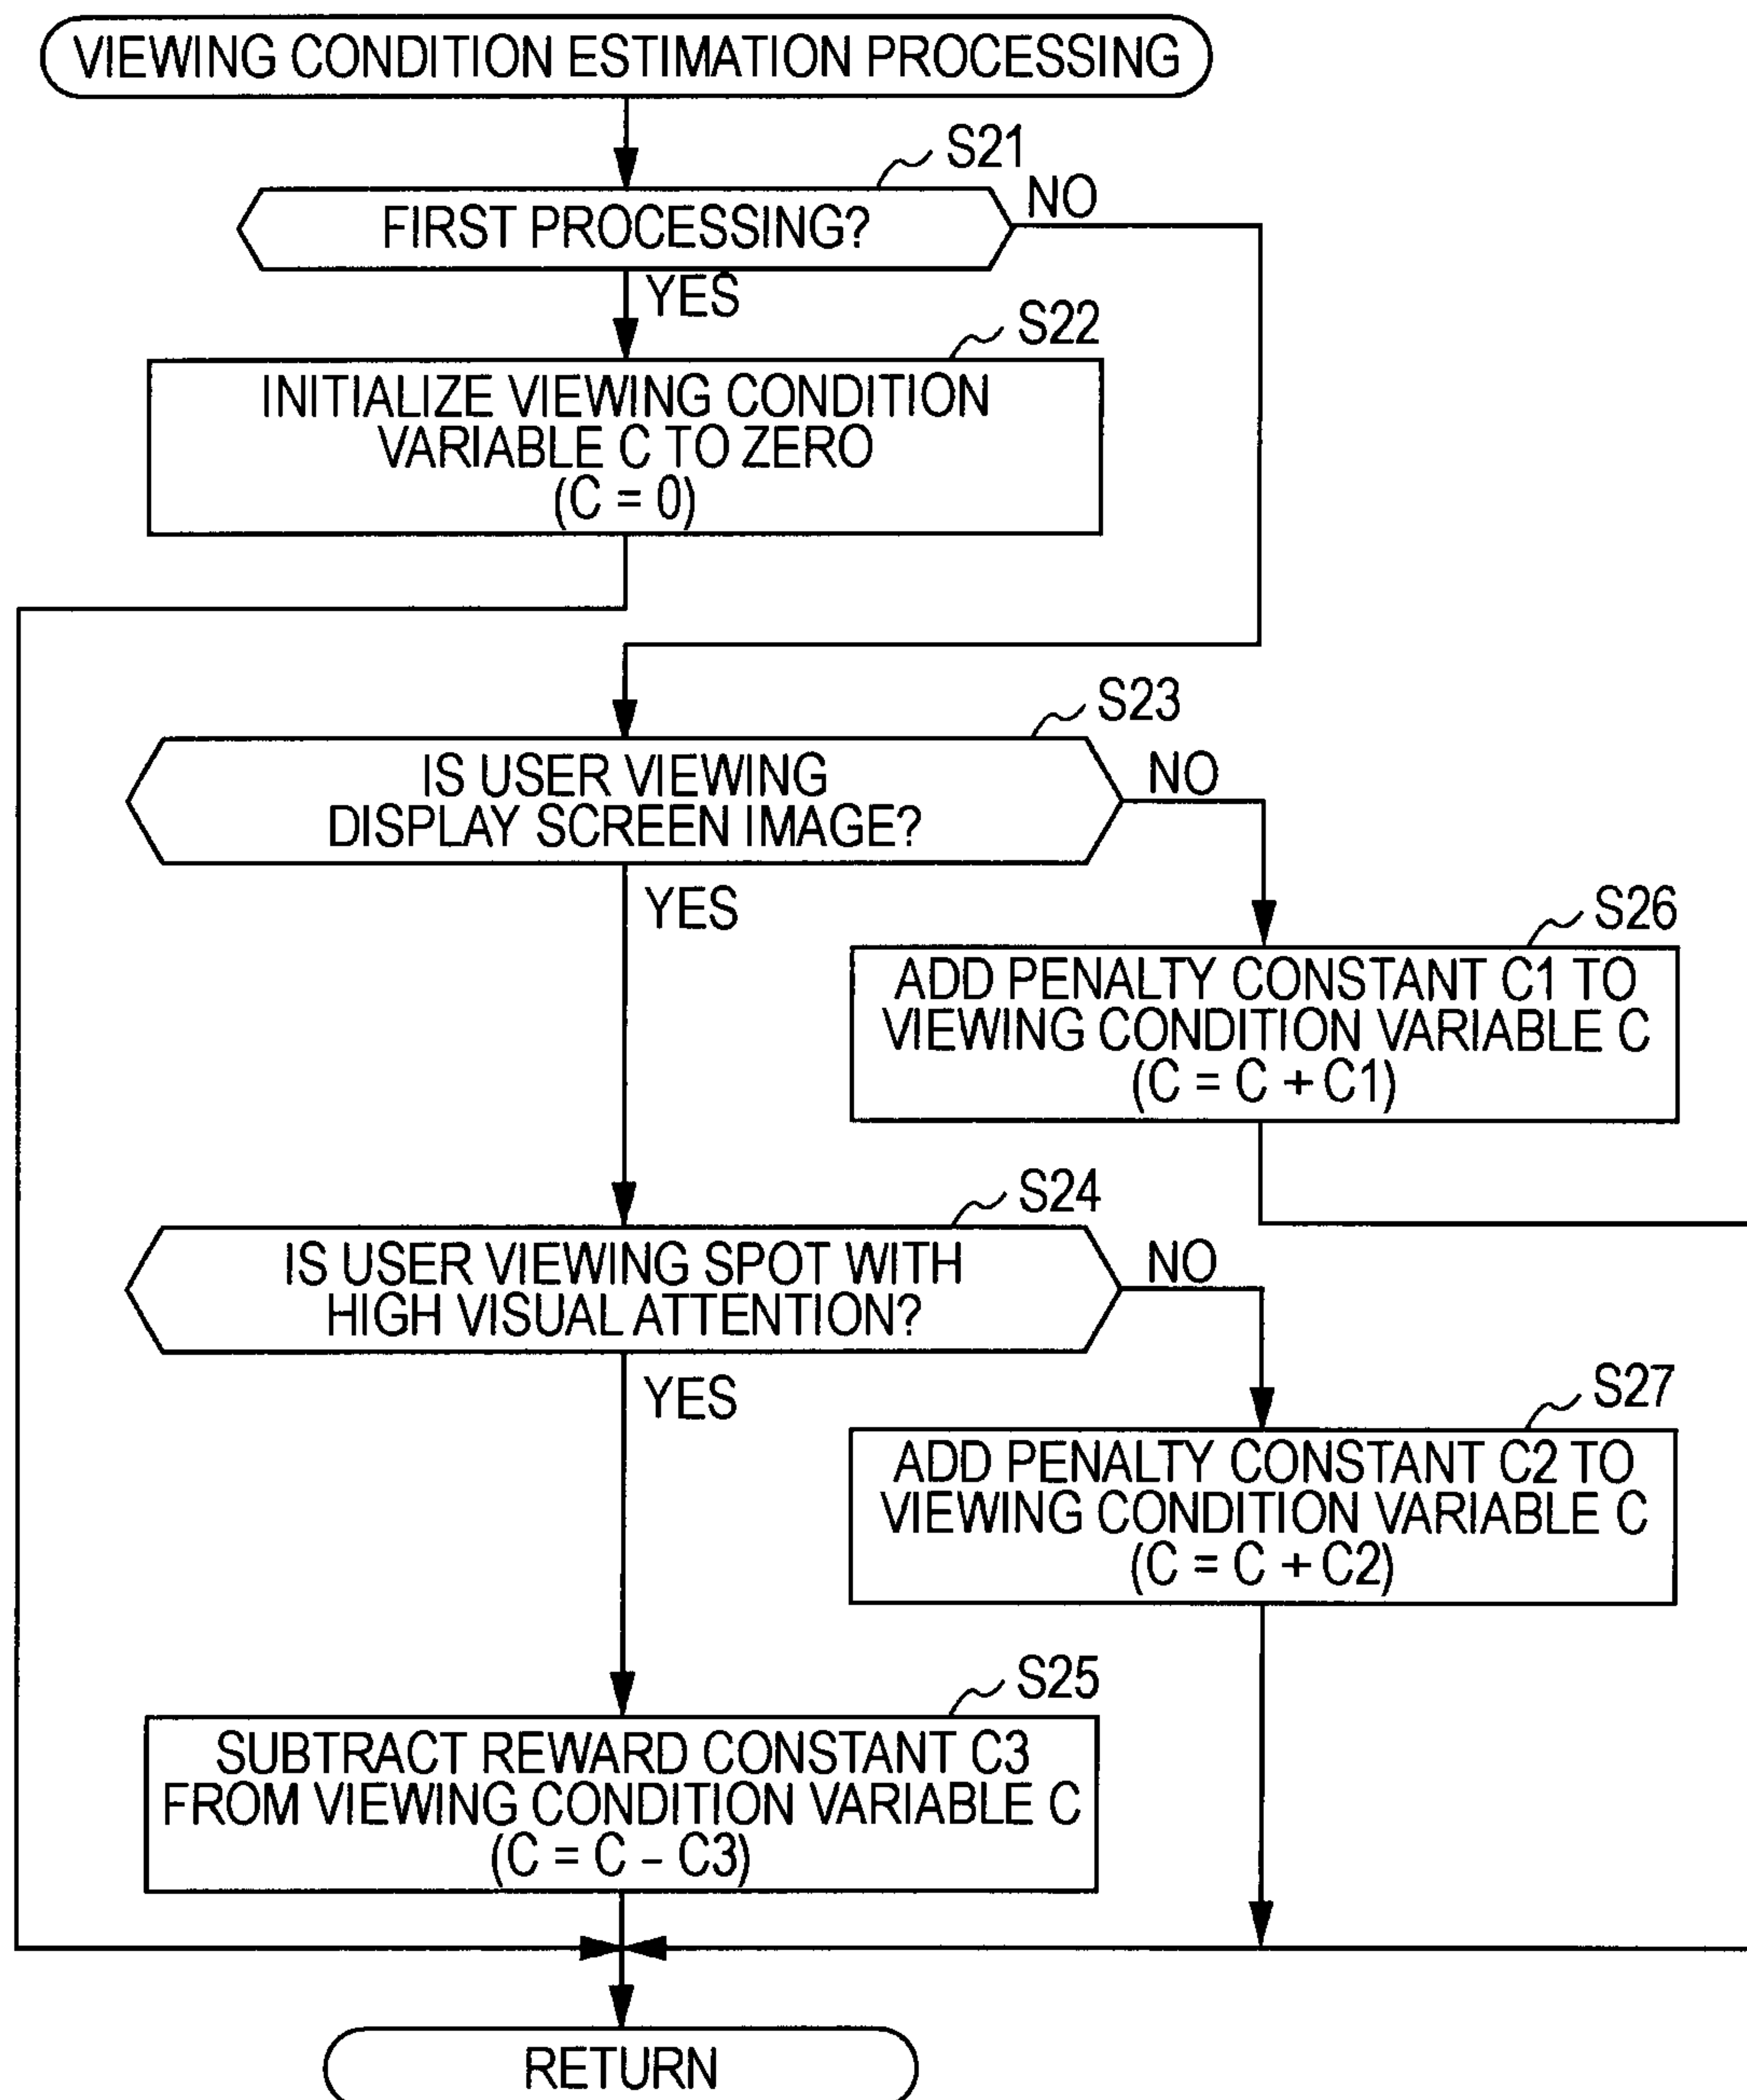 VIEWING CONDITION ESTIMATION PROCESSING
S21
FIRST PROCESSING?
NO
YES
S22
INITIALIZE VIEWING CONDITION
VARIABLE C TO ZERO
(C = 0)
S23
IS USER VIEWING
DISPLAY SCREEN IMAGE?
NO
YES
S26
ADD PENALTY CONSTANT C1 TO
VIEWING CONDITION VARIABLE C
(C = C + C1)
S24
IS USER VIEWING SPOT WITH
HIGH VISUAL ATTENTION?
NO
YES
S27
ADD PENALTY CONSTANT C2 TO
VIEWING CONDITION VARIABLE C
(C = C + C2)
S25
SUBTRACT REWARD CONSTANT C3
FROM VIEWING CONDITION VARIABLE C
(C = C – C3)
RETURN